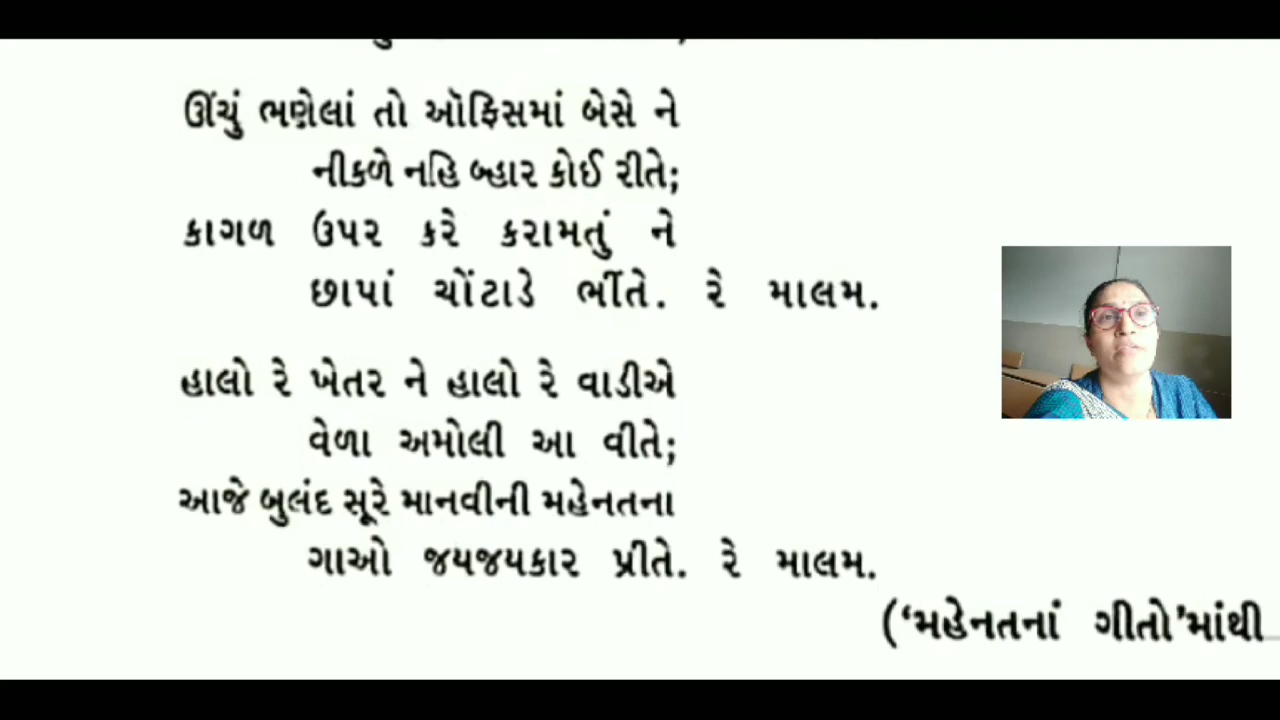 ઊંચું ભણેલાં તો ઑફિસમાં બેસે ને
નીકળે નહિ બ્હાર કોઈ રીતે;
કાગળ ઉપર કરે કરામતું ને
છાપાં ચોંટાડે ભીંતે. રે માલમ.
હાલો રે ખેતર ને હાલો રે વાડીએ
વેળા અમોલી આ વીતે;
આજે બુલંદ સૂરે માનવીની મહેનતના
ગાઓ જયજયકાર પ્રીતે. રે માલમ.
(‘મહેનતનાં ગીતો’માંથી